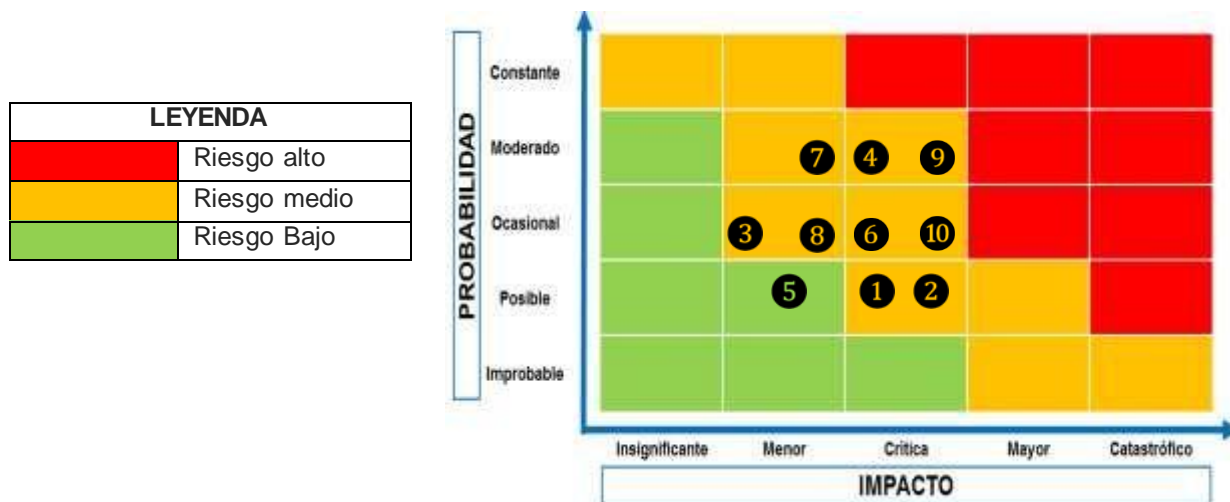 LEYENDA
Riesgo alto
Riesgo medio
Riesgo Bajo
PROBABILIDAD
Constante
Moderado
7 4 9
Ocasional
3 8 6 10
Posible
5 1 2
Improbable
Insignificante Menor Crítica Mayor Catastrófico
IMPACTO